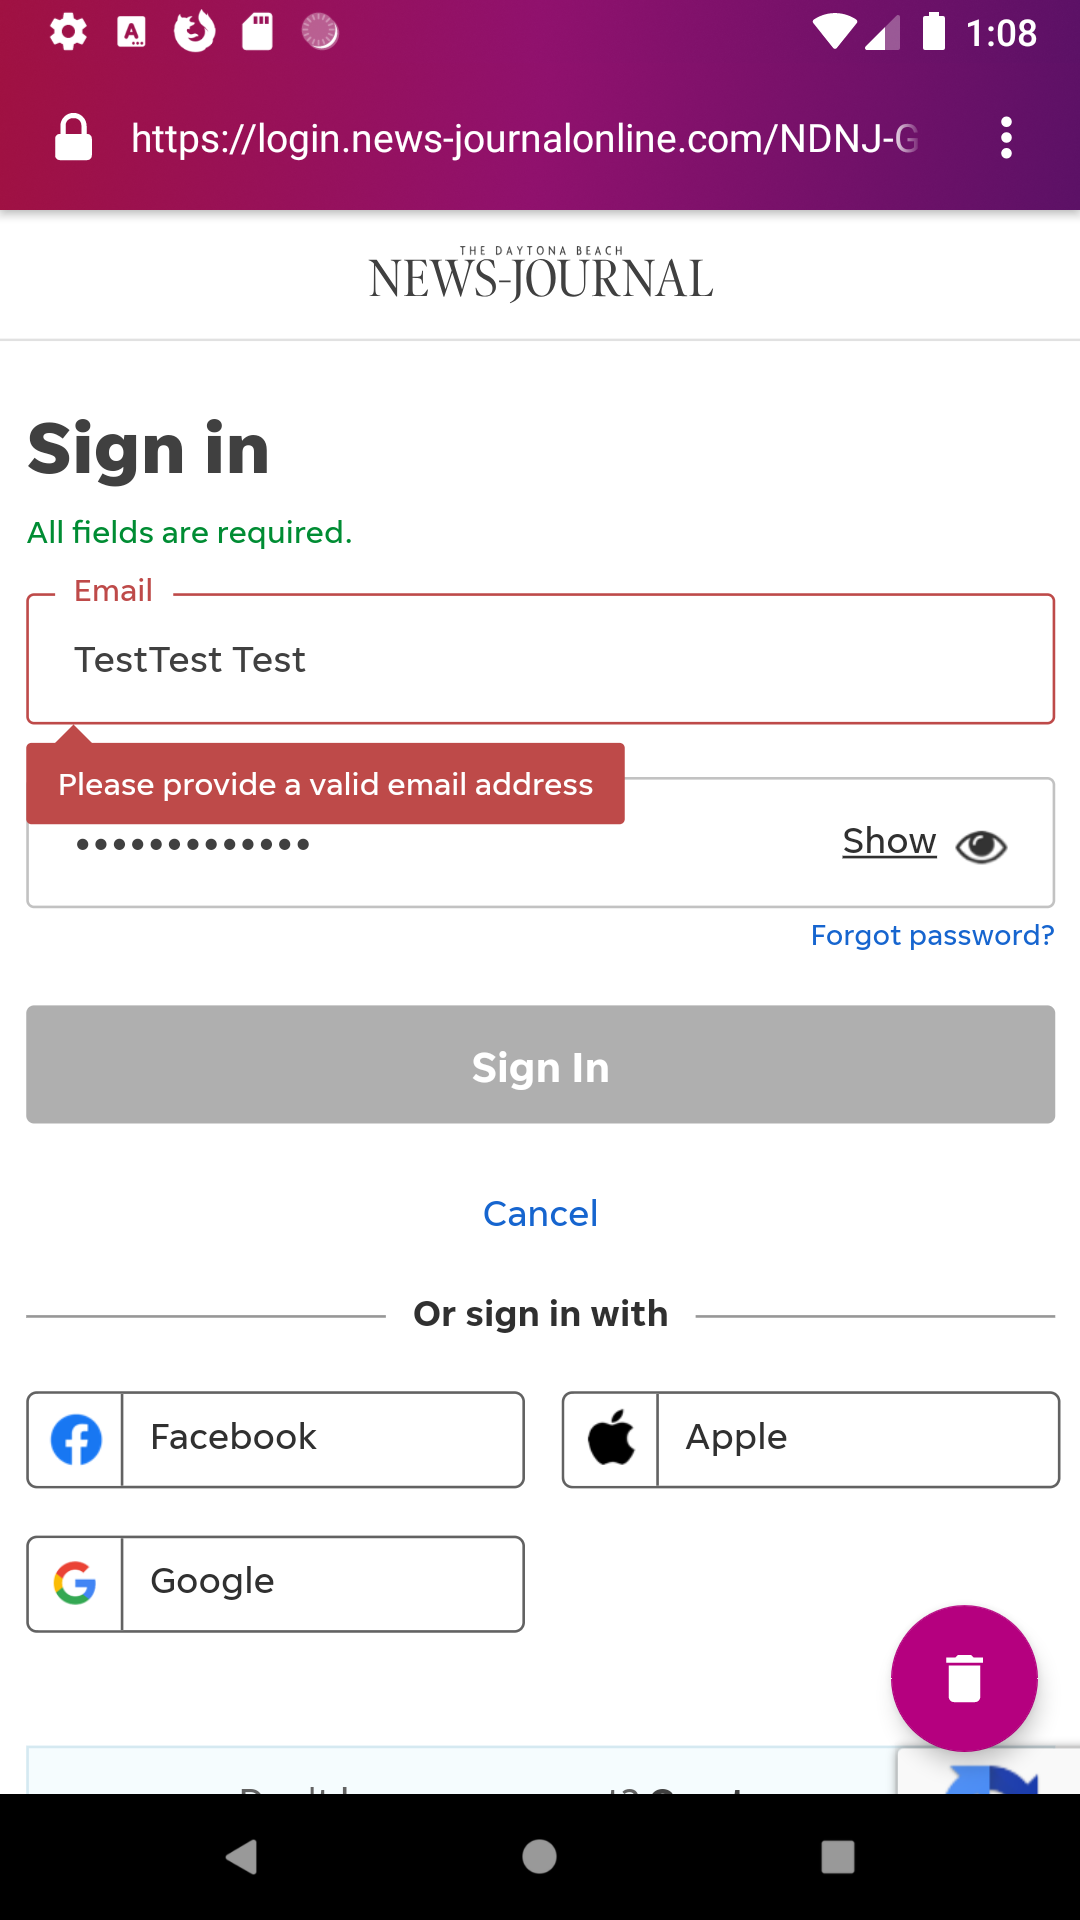 1:08
https://login.news-journalonline.com/NDNJ-G
THE DAYTONA BEACH
NEWS-JOURNAL
Sign in
All fields are required.
Email
TestTest Test
Please provide a valid email address
•••••••••••••
Show
Forgot password?
Sign In
Cancel
Or sign in with
Facebook
Apple
Google